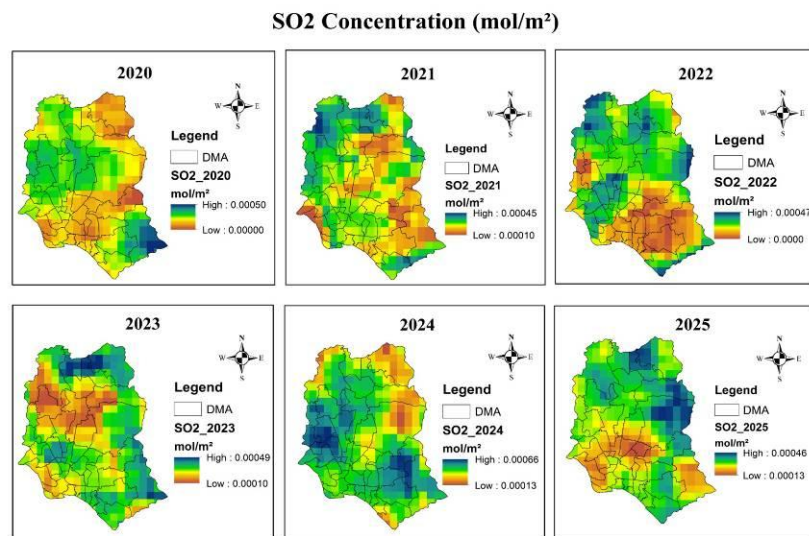 SO2 Concentration (mol/m²)
2020
N
W E
S
Legend
DMA
SO2_2020
mol/m²
High : 0.00050
Low : 0.00000
2021
N
W E
S
Legend
DMA
SO2_2021
mol/m²
High : 0.00045
Low : 0.00010
2022
N
W E
S
Legend
DMA
SO2_2022
mol/m²
High : 0.00047
Low : 0.0000
2023
N
W E
S
Legend
DMA
SO2_2023
mol/m²
High : 0.00049
Low : 0.00010
2024
N
W E
S
Legend
DMA
SO2_2024
mol/m²
High : 0.00066
Low : 0.00013
2025
N
W E
S
Legend
DMA
SO2_2025
mol/m²
High : 0.00046
Low : 0.00013